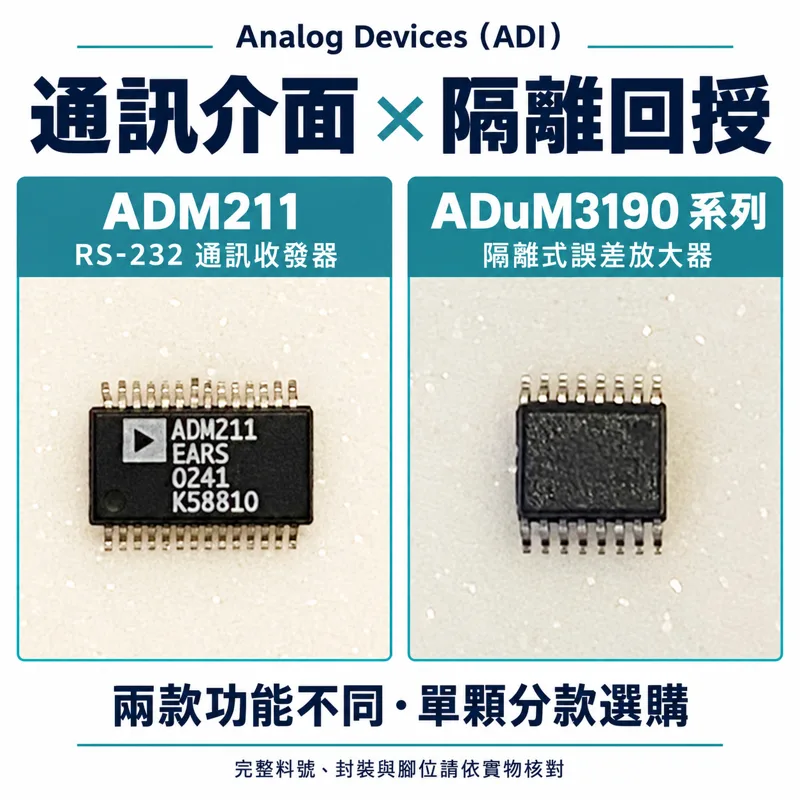 Analog Devices (ADI)
通訊介面 × 隔離回授
ADM211
RS-232 通訊收發器
ADuM3190 系列
隔離式誤差放大器
ADM211
EARS
0241
K58810
兩款功能不同・單顆分款選購
完整料號、封裝與腳位請依實物核對